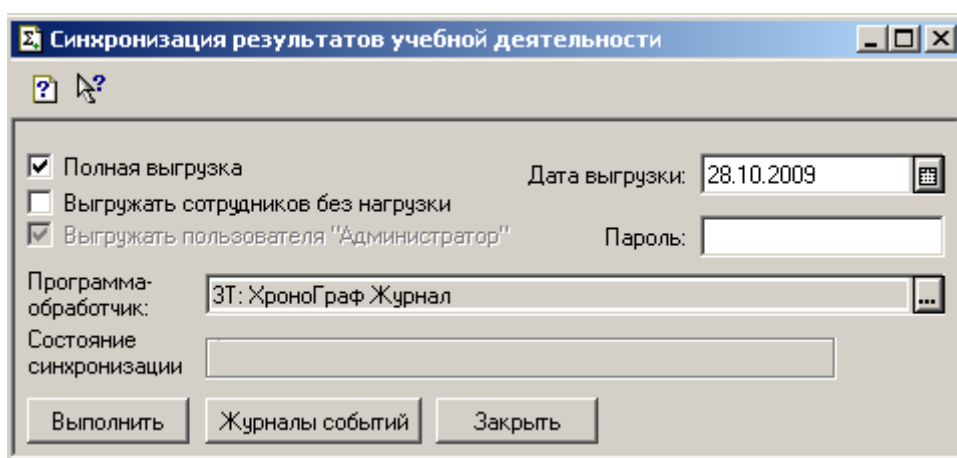 Синхронизация результатов учебной деятельности
Полная выгрузка
Дата выгрузки: 28.10.2009
Выгружать сотрудников без нагрузки
Выгружать пользователя "Администратор"
Пароль:
Программа-
обработчик:
3Т: ХроноГраф Журнал
...
Состояние
синхронизации
Выполнить
Журналы событий
Закрыть